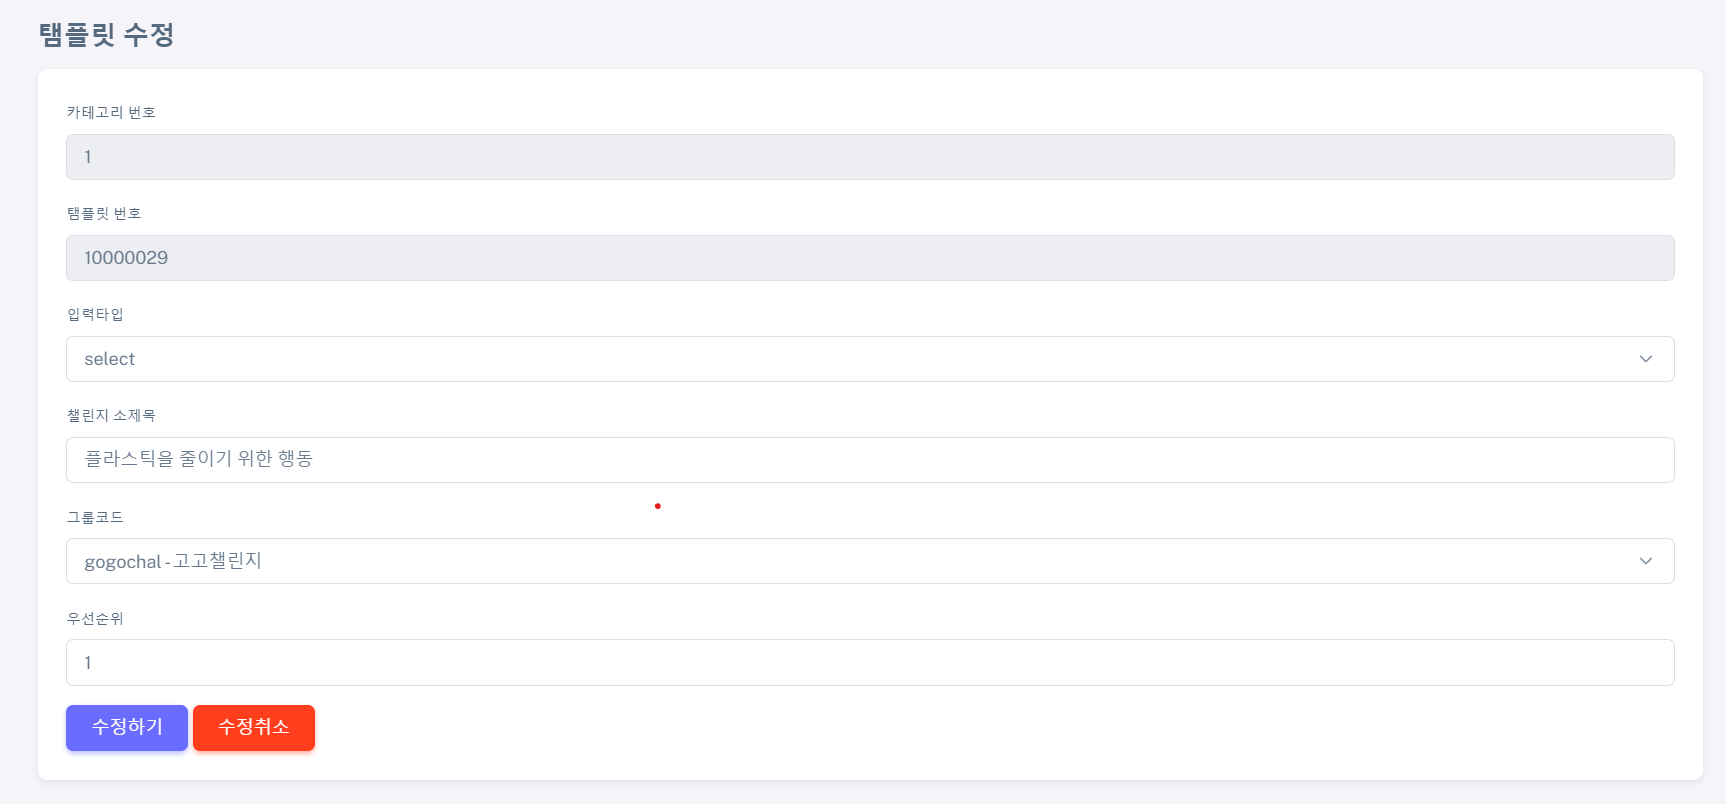 탬플릿 수정
카테고리 번호
1
탬플릿 번호
10000029
입력타입
select
챌린지 소제목
플라스틱을 줄이기 위한 행동
그룹코드
gogochal - 고고챌린지
우선순위
1
수정하기 수정취소